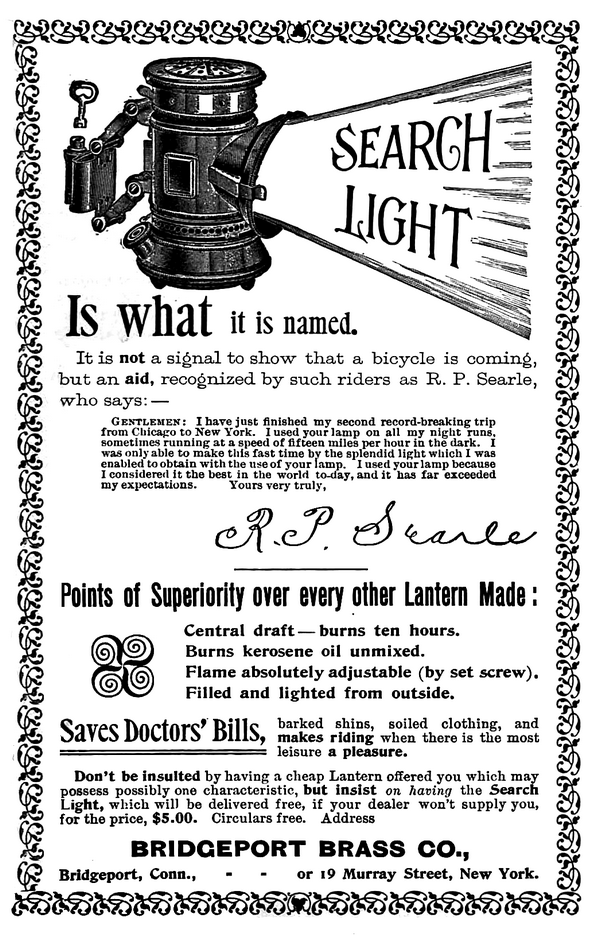 SEARCH
LIGHT
Is what it is named.
It is not a signal to show that a bicycle is coming,
but an aid, recognized by such riders as R. P. Searle,
who says: —
GENTLEMEN: I have just finished my second record-breaking trip
from Chicago to New York. I used your lamp on all my night runs,
sometimes running at a speed of fifteen miles per hour in the dark. I
was only able to make this fast time by the splendid light which I was
enabled to obtain with the use of your lamp. I used your lamp because
I considered it the best in the world to-day, and it has far exceeded
my expectations. Yours very truly,
R. P. Searle
Points of Superiority over every other Lantern Made:
Central draft — burns ten hours.
Burns kerosene oil unmixed.
Flame absolutely adjustable (by set screw).
Filled and lighted from outside.
Saves Doctors' Bills,
barked shins, soiled clothing, and
makes riding when there is the most
leisure a pleasure.
Don't be insulted by having a cheap Lantern offered you which may
possess possibly one characteristic, but insist on having the Search
Light, which will be delivered free, if your dealer won't supply you,
for the price, $5.00. Circulars free. Address
BRIDGEPORT BRASS CO.,
Bridgeport, Conn., - - or 19 Murray Street, New York.